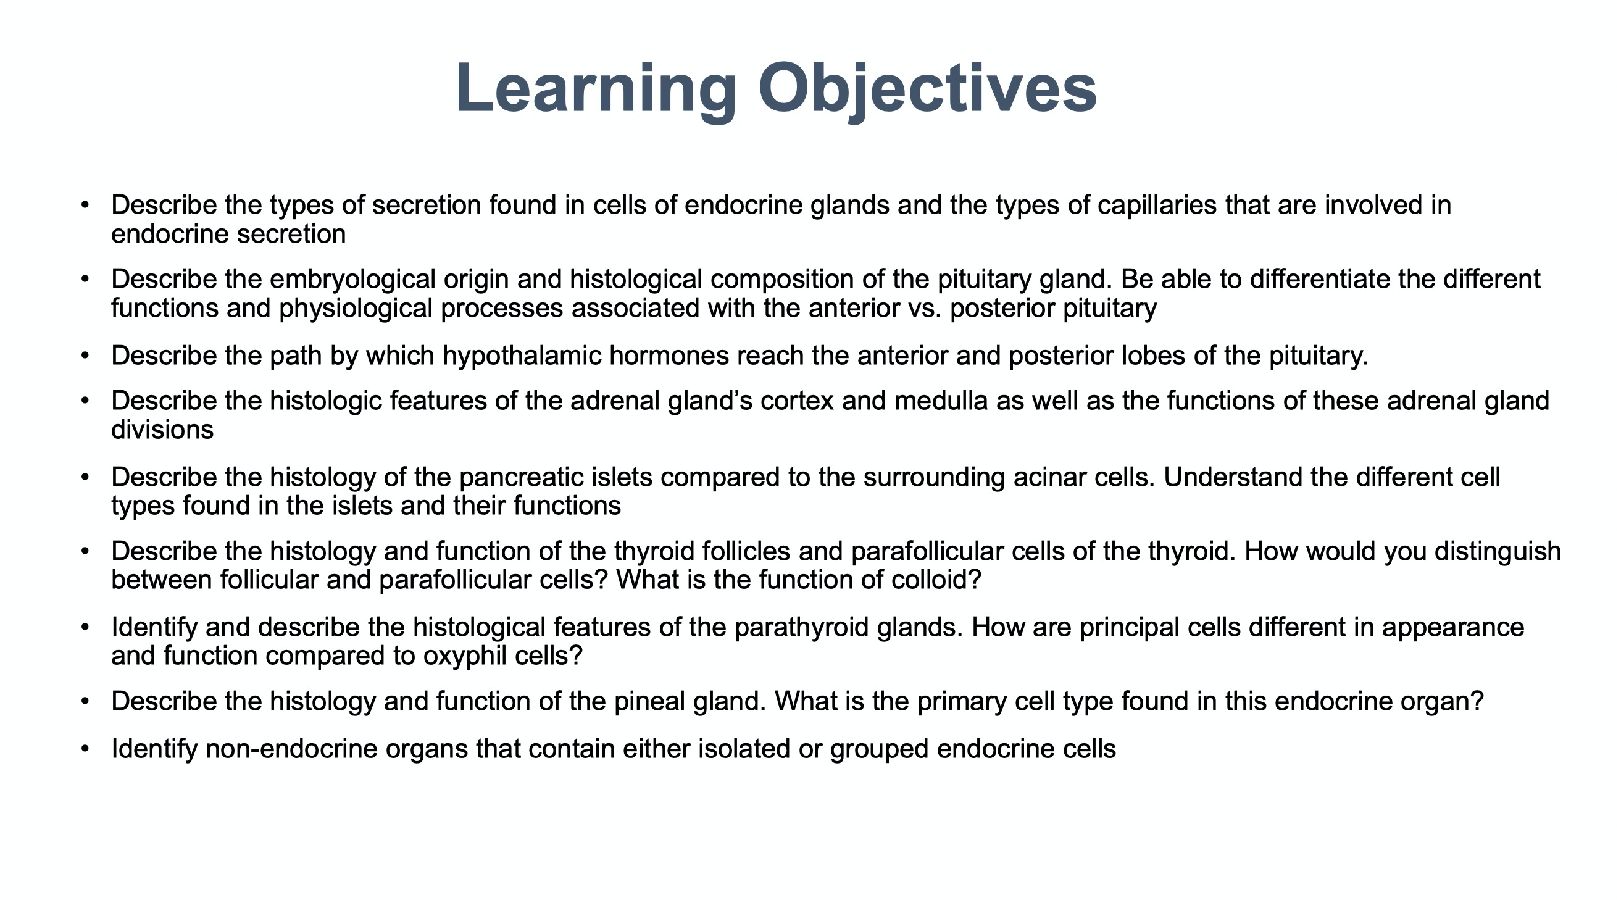 Learning Objectives
• Describe the types of secretion found in cells of endocrine glands and the types of capillaries that are involved in
endocrine secretion
• Describe the embryological origin and histological composition of the pituitary gland. Be able to differentiate the different
functions and physiological processes associated with the anterior vs. posterior pituitary
• Describe the path by which hypothalamic hormones reach the anterior and posterior lobes of the pituitary.
• Describe the histologic features of the adrenal gland’s cortex and medulla as well as the functions of these adrenal gland
divisions
• Describe the histology of the pancreatic islets compared to the surrounding acinar cells. Understand the different cell
types found in the islets and their functions
• Describe the histology and function of the thyroid follicles and parafollicular cells of the thyroid. How would you distinguish
between follicular and parafollicular cells? What is the function of colloid?
• Identify and describe the histological features of the parathyroid glands. How are principal cells different in appearance
and function compared to oxyphil cells?
• Describe the histology and function of the pineal gland. What is the primary cell type found in this endocrine organ?
• Identify non-endocrine organs that contain either isolated or grouped endocrine cells